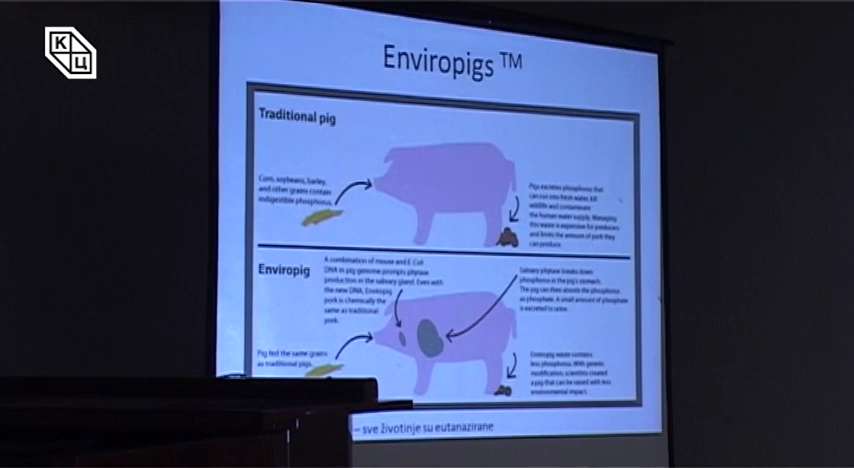 КЦ
Enviropigs ™
Traditional pig
Corn, soybeans, barley,
and other grains contain
indigestible phosphorus.
Pigs excretes phosphorus that
can run into fresh water, kill
wildlife and contaminate
the human water supply. Managing
this waste is expensive for producers
and limits the amount of pork they
can produce.
Enviropig
A combination of mouse and E. Coli
DNA in pig genome prompts phytase
production in the salivary gland. Even with
the new DNA, Enviropig
pork is chemically the
same as traditional
pork.
Salivary phytase breaks down
phosphorus in the pig's stomach.
The pig can then absorb the phosphorus
as phosphate. A small amount of phosphate
is excreted in urine.
Pig fed the same grains
as traditional pigs.
Enviropig waste contains
less phosphorus. With genetic
modification, scientists created
a pig that can be raised with less
environmental impact.
– sve životinje su eutanazirane